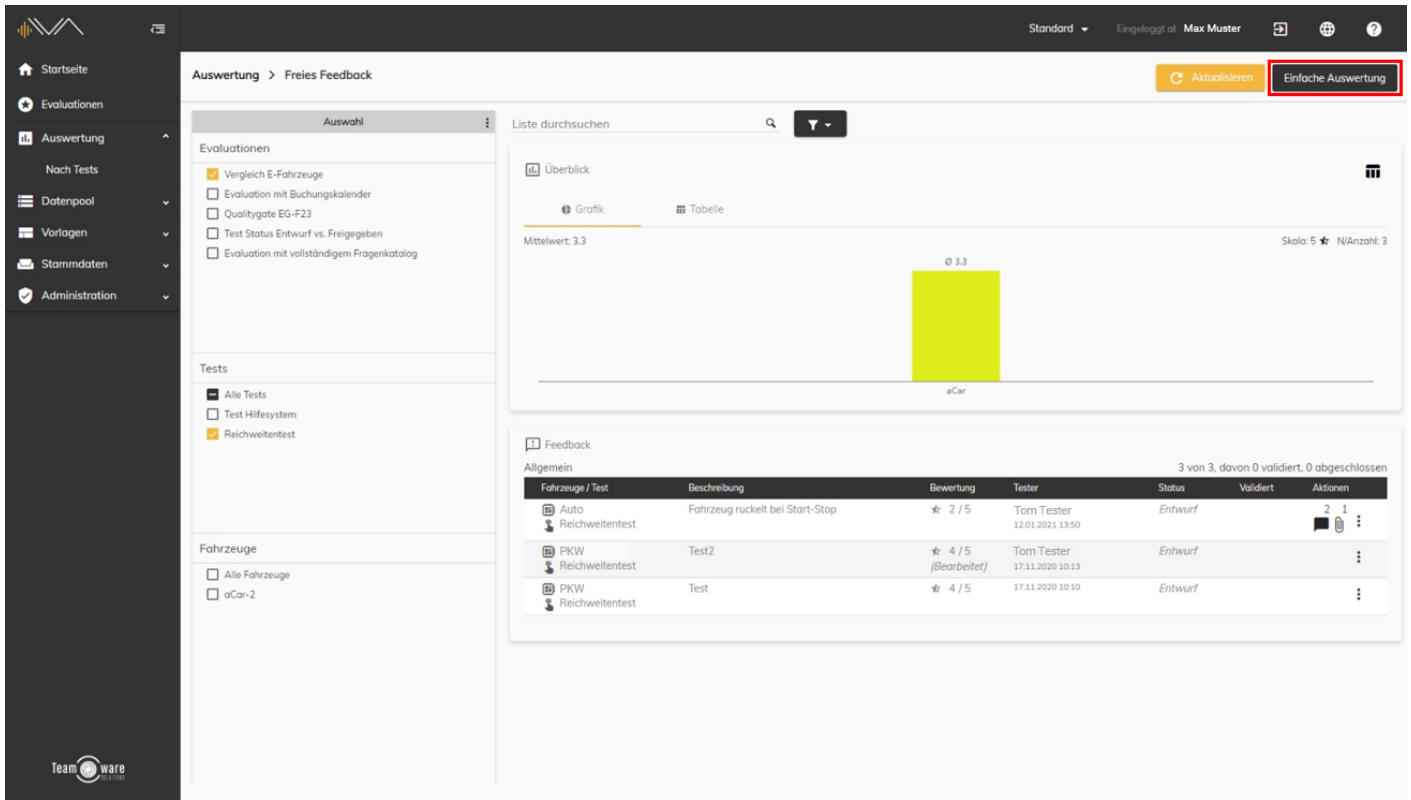 Standard
Eingeloggt al Max Muster
Startseite
Evaluationen
Auswertung
Nach Tests
Datenpool
Vorlagen
Stammdaten
Administration
Teamware
SOLUTIONS
Auswertung > Freies Feedback
Aktualisieren
Einfache Auswertung
Auswahl
Evaluationen
Vergleich E-Fahrzeuge
Evaluation mit Buchungskalender
Qualitygate EG-F23
Test Status Entwurf vs. Freigegeben
Evaluation mit vollständigem Fragenkatalog
Tests
Alle Tests
Test Hilfesystem
Reichweitentest
Fahrzeuge
Alle Fahrzeuge
aCar-2
Liste durchsuchen
Überblick
Grafik Tabelle
Mittelwert: 3.3 Skala: 5 N/Anzahl: 3
Ø 3.3
aCar
Feedback
Allgemein 3 von 3, davon 0 validiert, 0 abgeschlossen
Fahrzeuge / Test Beschreibung Bewertung Tester Status Validiert Aktionen
Auto Fahrzeug ruckelt bei Start-Stop 2 / 5 Tom Tester Entwurf 2 1
Reichweitentest 12.01.2021 13:50
PKW Test2 4 / 5 Tom Tester Entwurf
Reichweitentest (Bearbeitet) 17.11.2020 10:13
PKW Test 4 / 5 17.11.2020 10:10 Entwurf
Reichweitentest